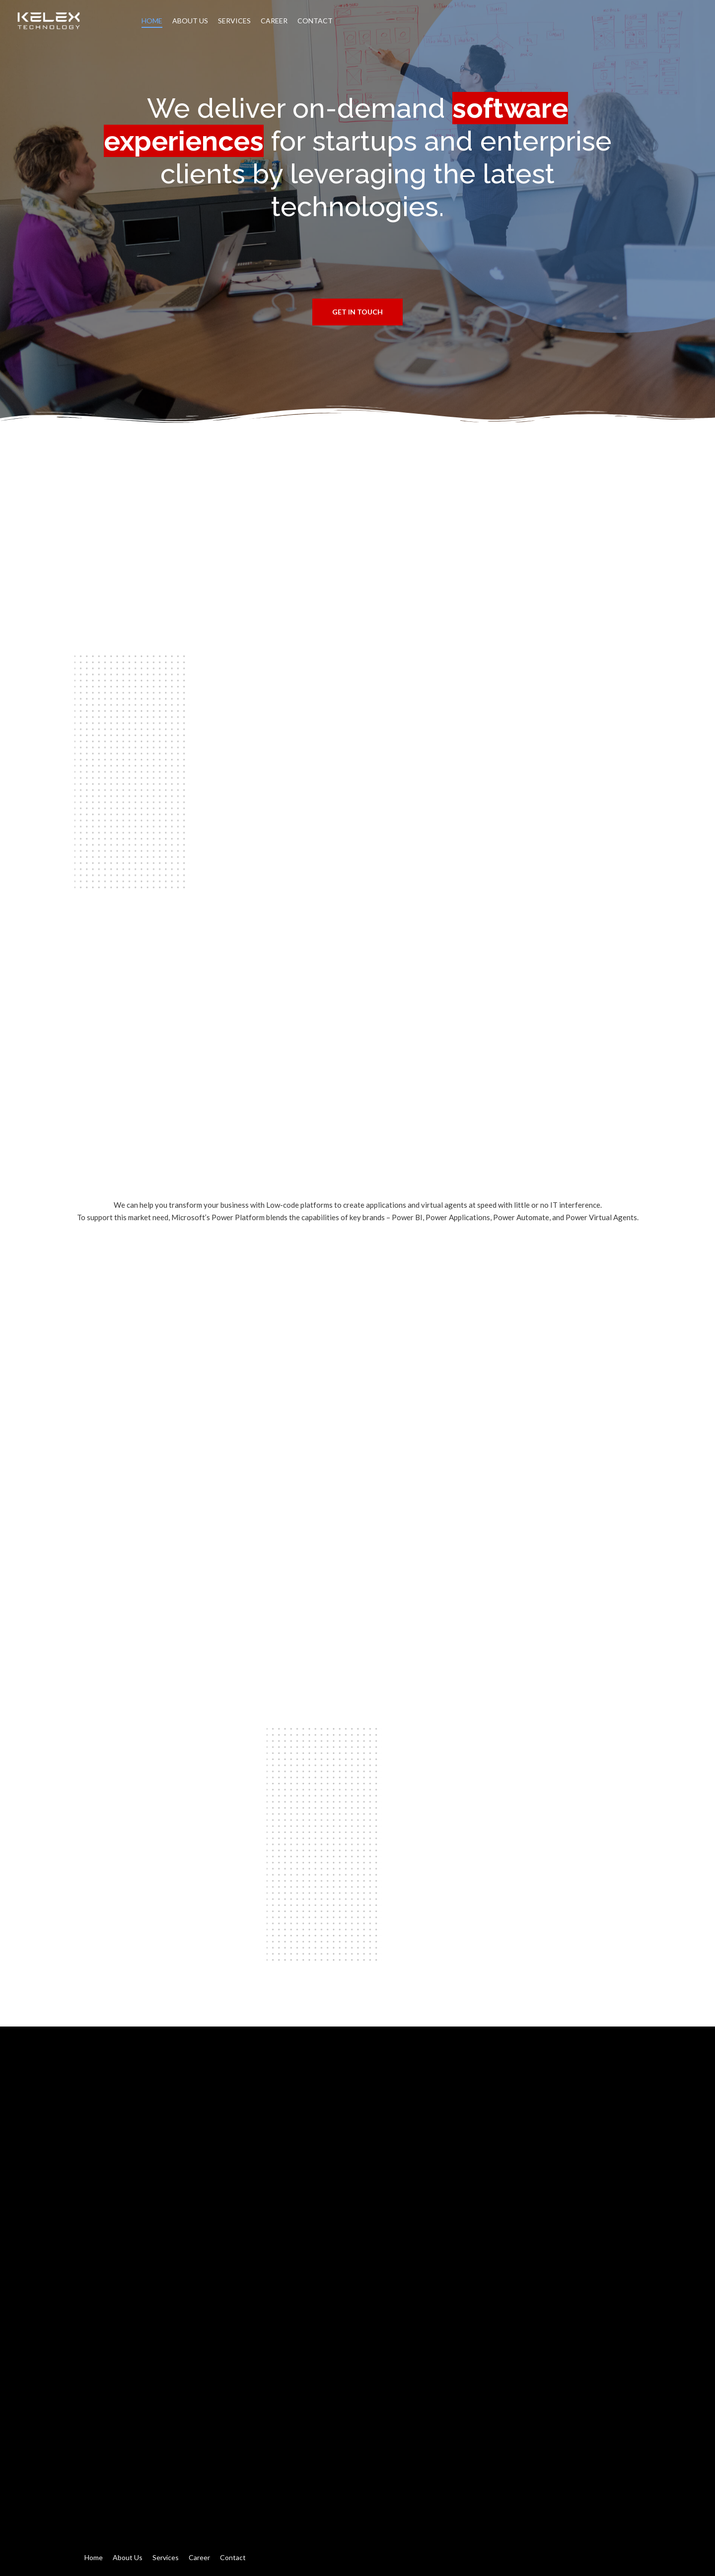 KELEX
TECHNOLOGY
HOME ABOUT US SERVICES CAREER CONTACT
We deliver on-demand software
experiences for startups and enterprise
clients by leveraging the latest
technologies.
GET IN TOUCH
We can help you transform your business with Low-code platforms to create applications and virtual agents at speed with little or no IT interference.
To support this market need, Microsoft's Power Platform blends the capabilities of key brands – Power BI, Power Applications, Power Automate, and Power Virtual Agents.
Home About Us Services Career Contact